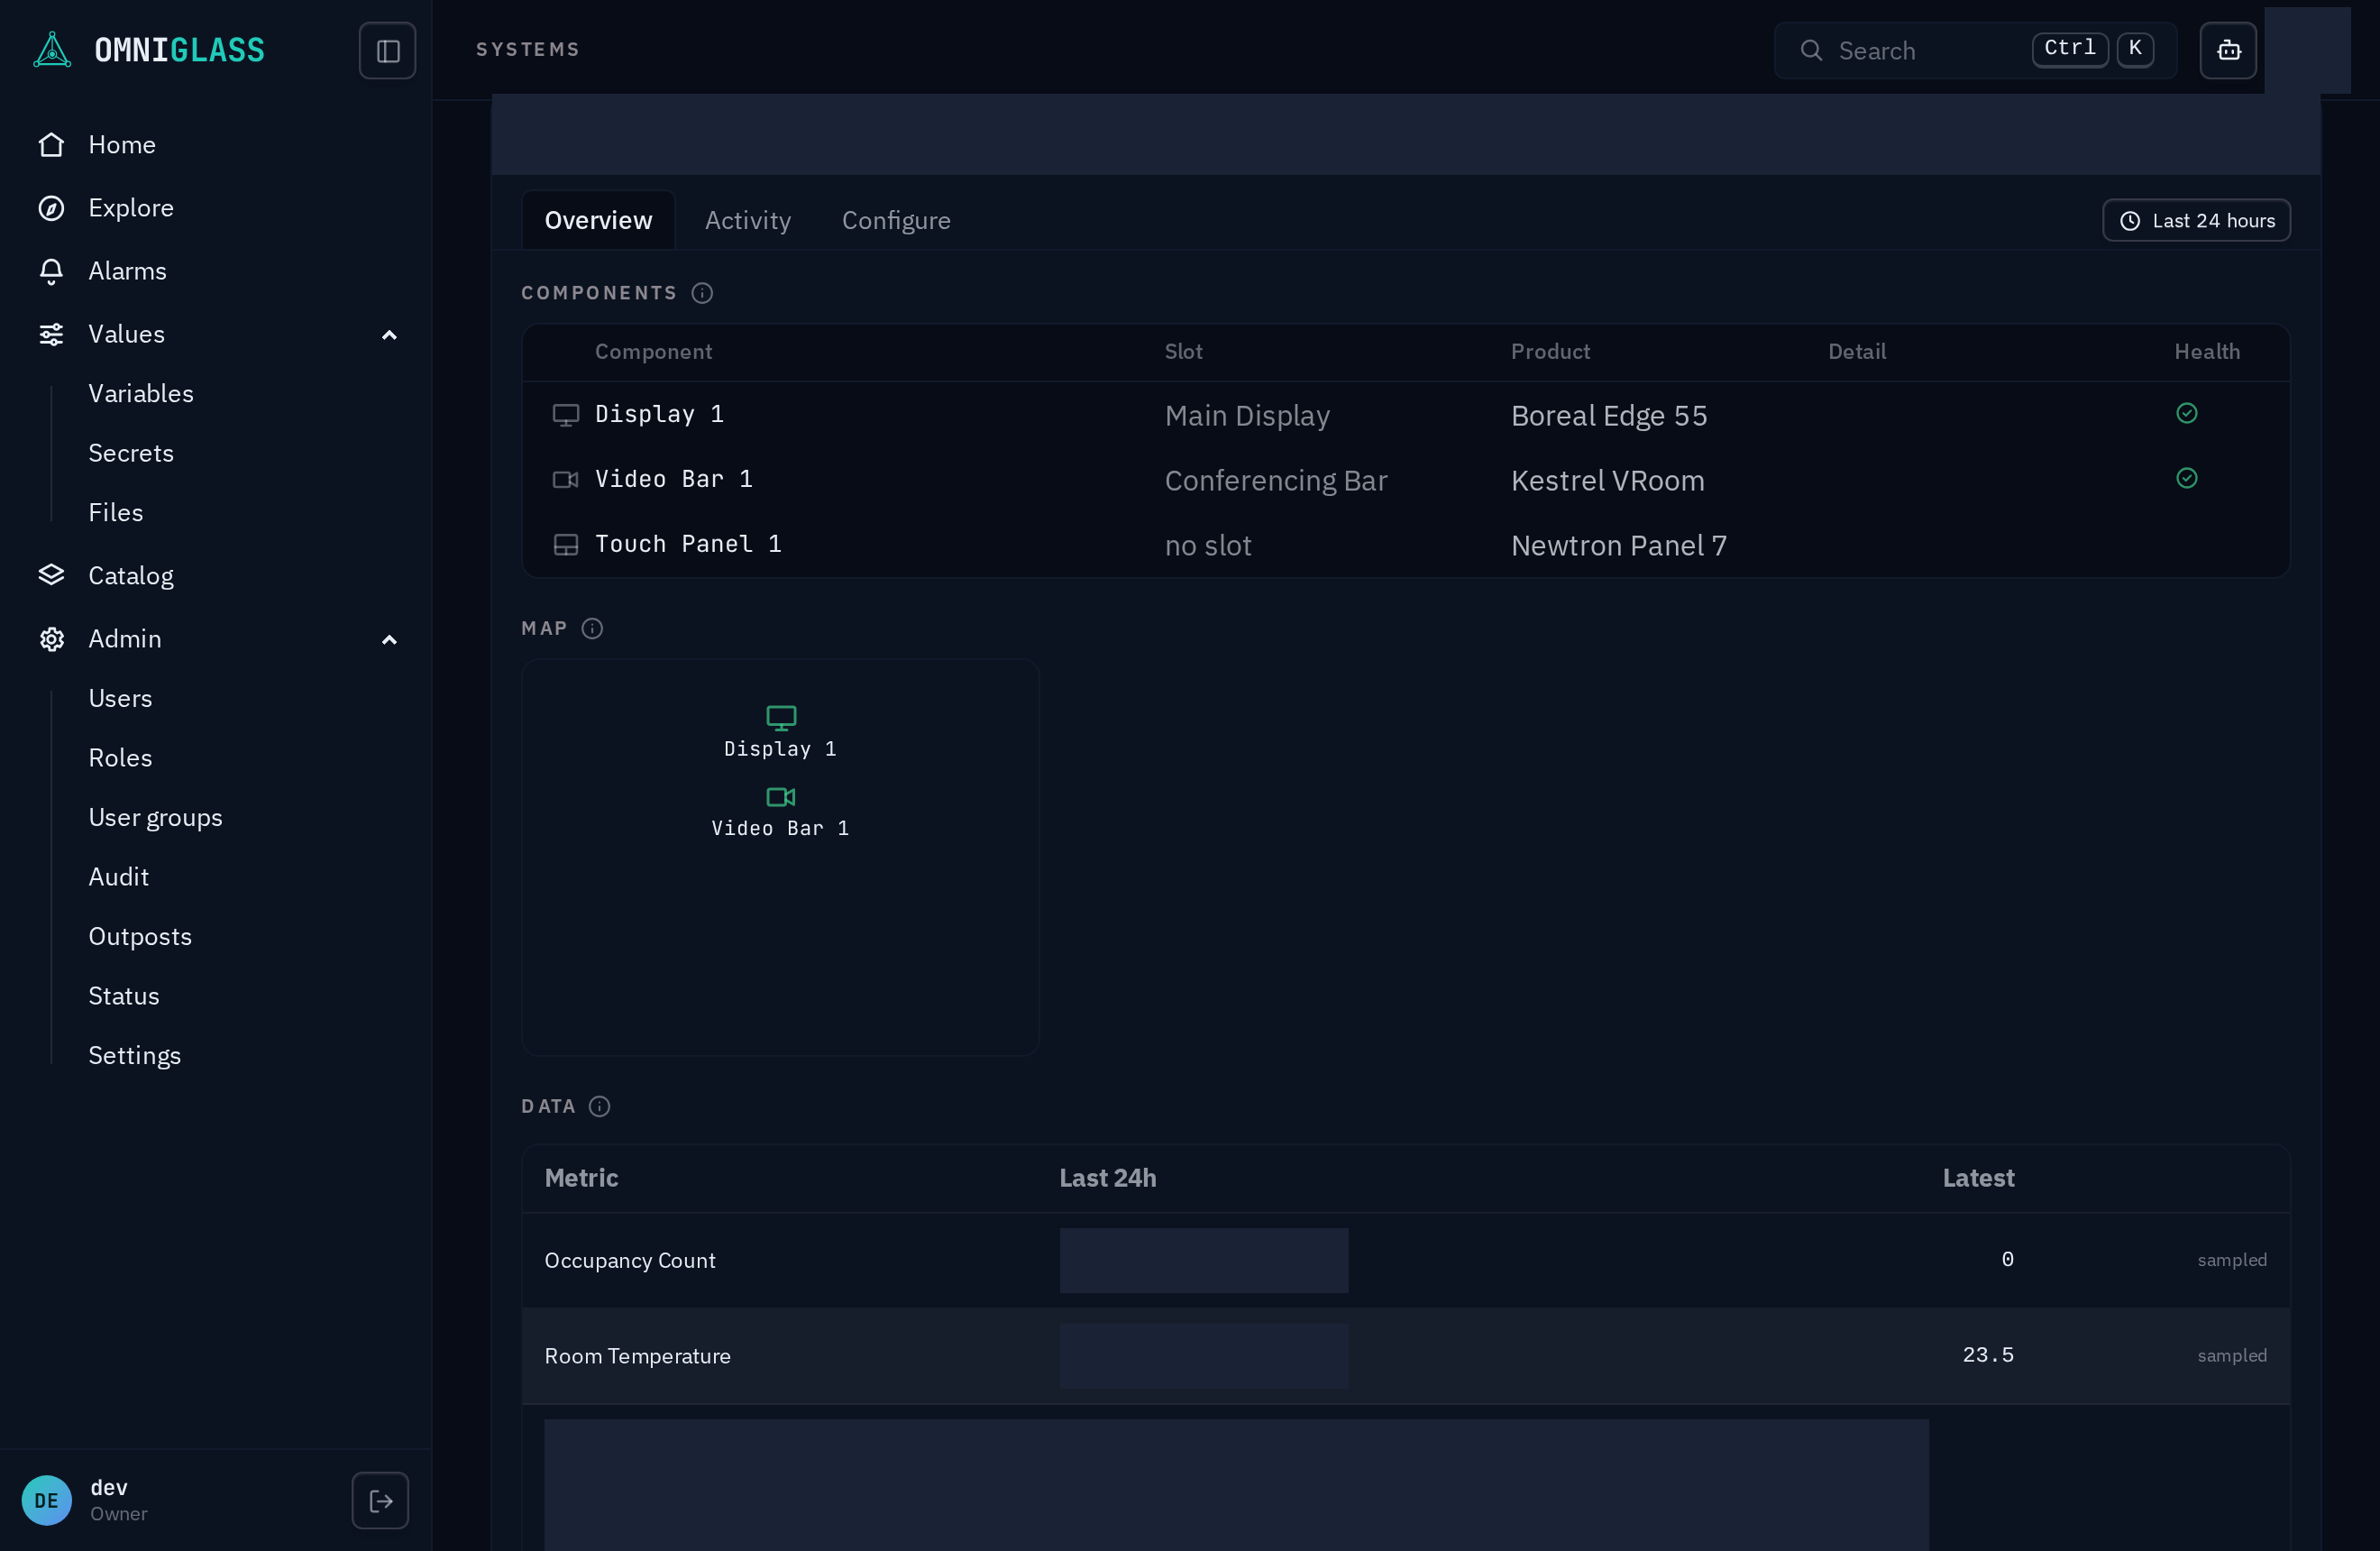 OMNIGLASS
Home
Explore
Alarms
Values
Variables
Secrets
Files
Catalog
Admin
Users
Roles
User groups
Audit
Outposts
Status
Settings
DE
dev
Owner
SYSTEMS
Search Ctrl K
Overview Activity Configure Last 24 hours
COMPONENTS
Component Slot Product Detail Health
Display 1 Main Display Boreal Edge 55
Video Bar 1 Conferencing Bar Kestrel VRoom
Touch Panel 1 no slot Newtron Panel 7
MAP
Display 1
Video Bar 1
DATA
Metric Last 24h Latest
Occupancy Count 0 sampled
Room Temperature 23.5 sampled